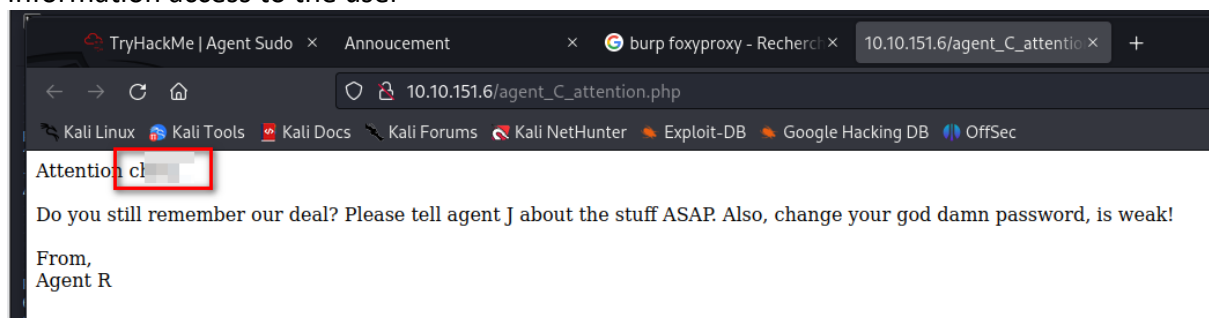 TryHackMe | Agent Sudo
Annoucement
burp foxyproxy - Recherch
10.10.151.6/agent_C_attentio
10.10.151.6/agent_C_attention.php
Kali Linux Kali Tools Kali Docs Kali Forums Kali NetHunter Exploit-DB Google Hacking DB OffSec
Attention
Do you still remember our deal? Please tell agent J about the stuff ASAP. Also, change your god damn password, is weak!
From,
Agent R